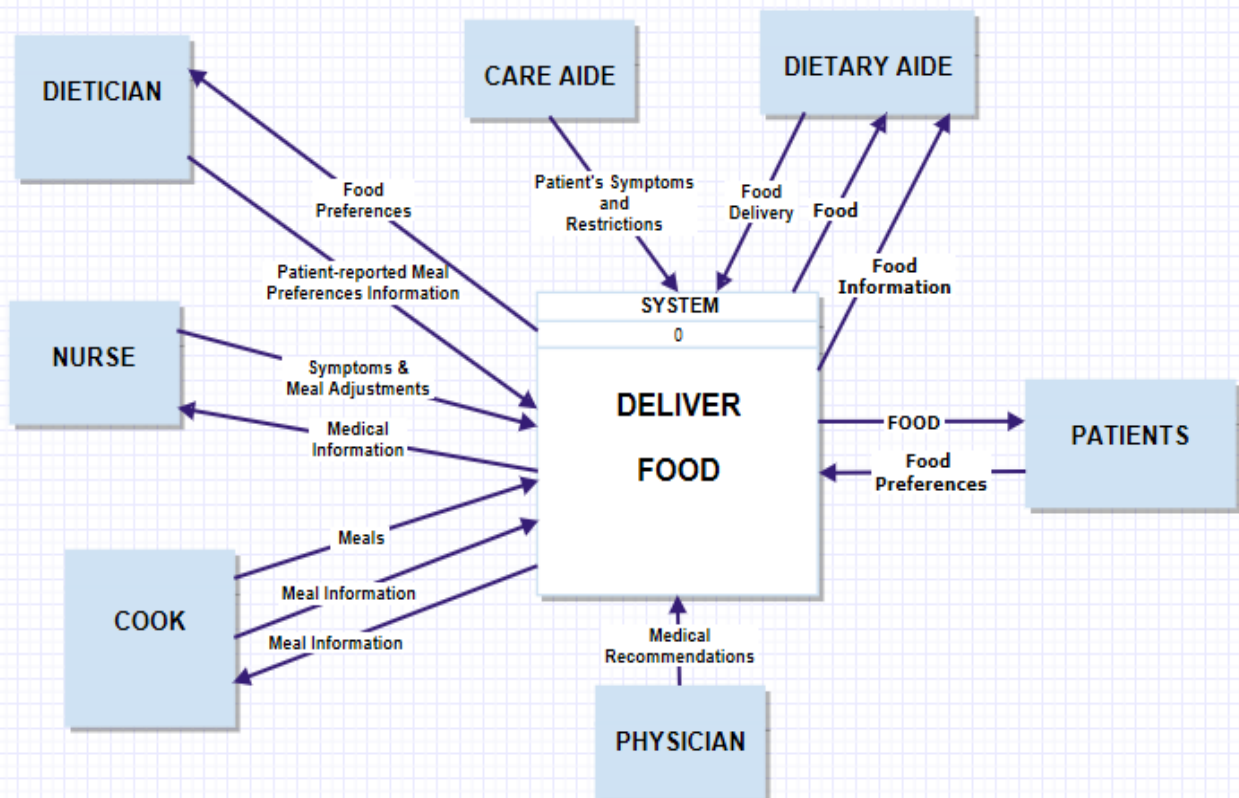 DIETICIAN
CARE AIDE
DIETARY AIDE
Food
Preferences
Patient's Symptoms
and
Restrictions
Food
Delivery
Food
Food
Information
Patient-reported Meal
Preferences Information
NURSE
Symptoms &
Meal Adjustments
Medical
Information
SYSTEM
0
DELIVER
FOOD
FOOD
Food
Preferences
PATIENTS
Meals
Meal Information
Meal Information
COOK
Medical
Recommendations
PHYSICIAN